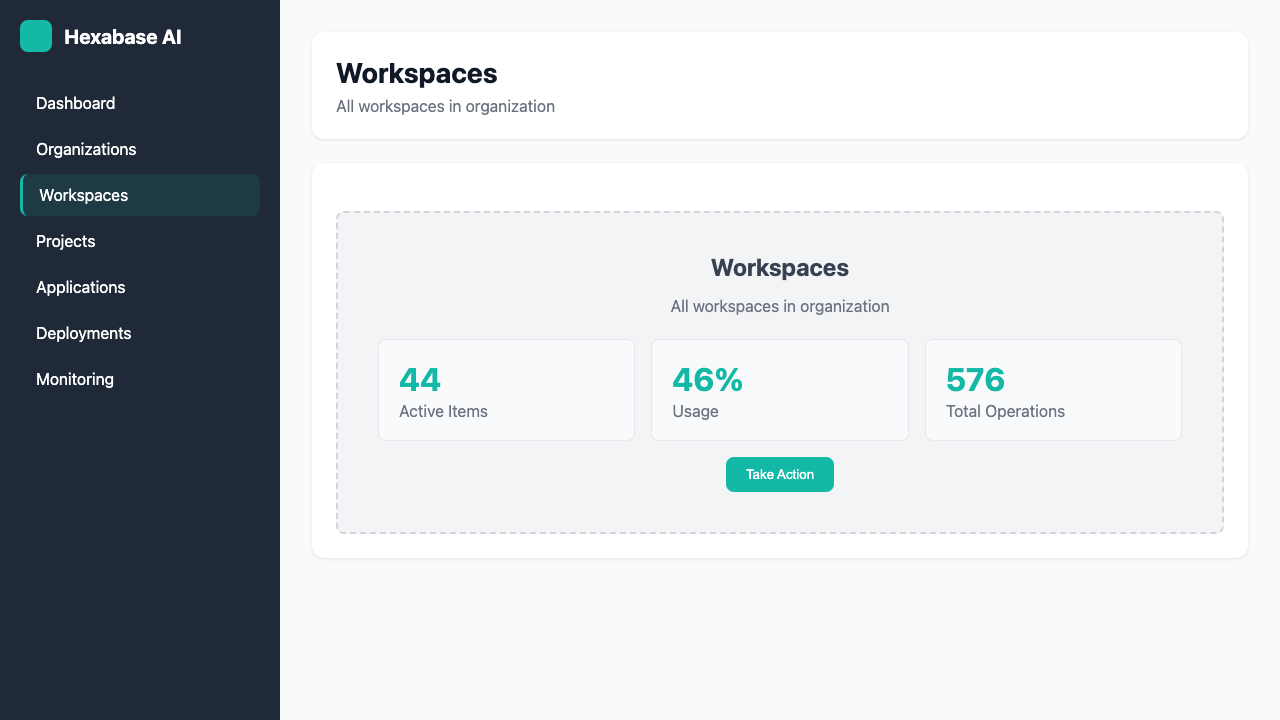 Hexabase AI
Dashboard
Organizations
Workspaces
Projects
Applications
Deployments
Monitoring
Workspaces
All workspaces in organization
Workspaces
All workspaces in organization
44
Active Items
46%
Usage
576
Total Operations
Take Action